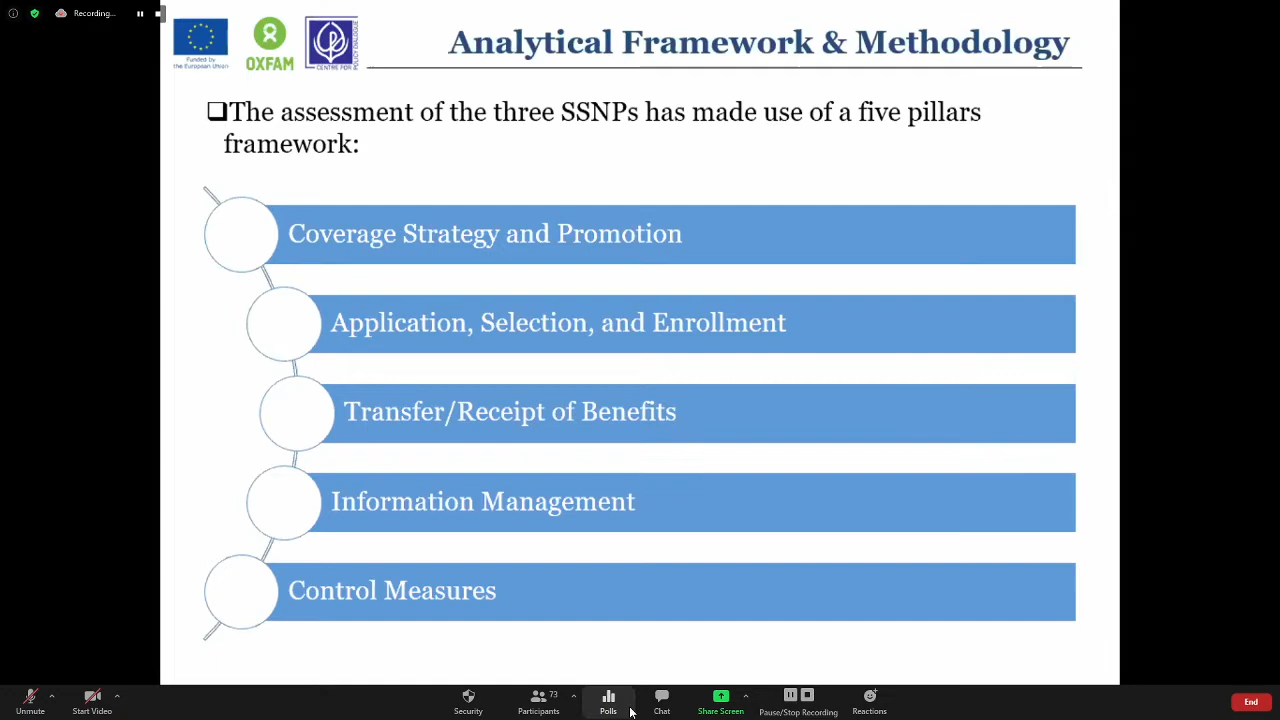 Recording...
Funded by
the European Union
OXFAM
CENTRE FOR
POLICY DIALOGUE
Analytical Framework & Methodology
The assessment of the three SSNPs has made use of a five pillars
framework:
Coverage Strategy and Promotion
Application, Selection, and Enrollment
Transfer/Receipt of Benefits
Information Management
Control Measures
Unmute
Start Video
Security
Participants
73
Polls
Chat
Share Screen
Pause/Stop Recording
Reactions
End